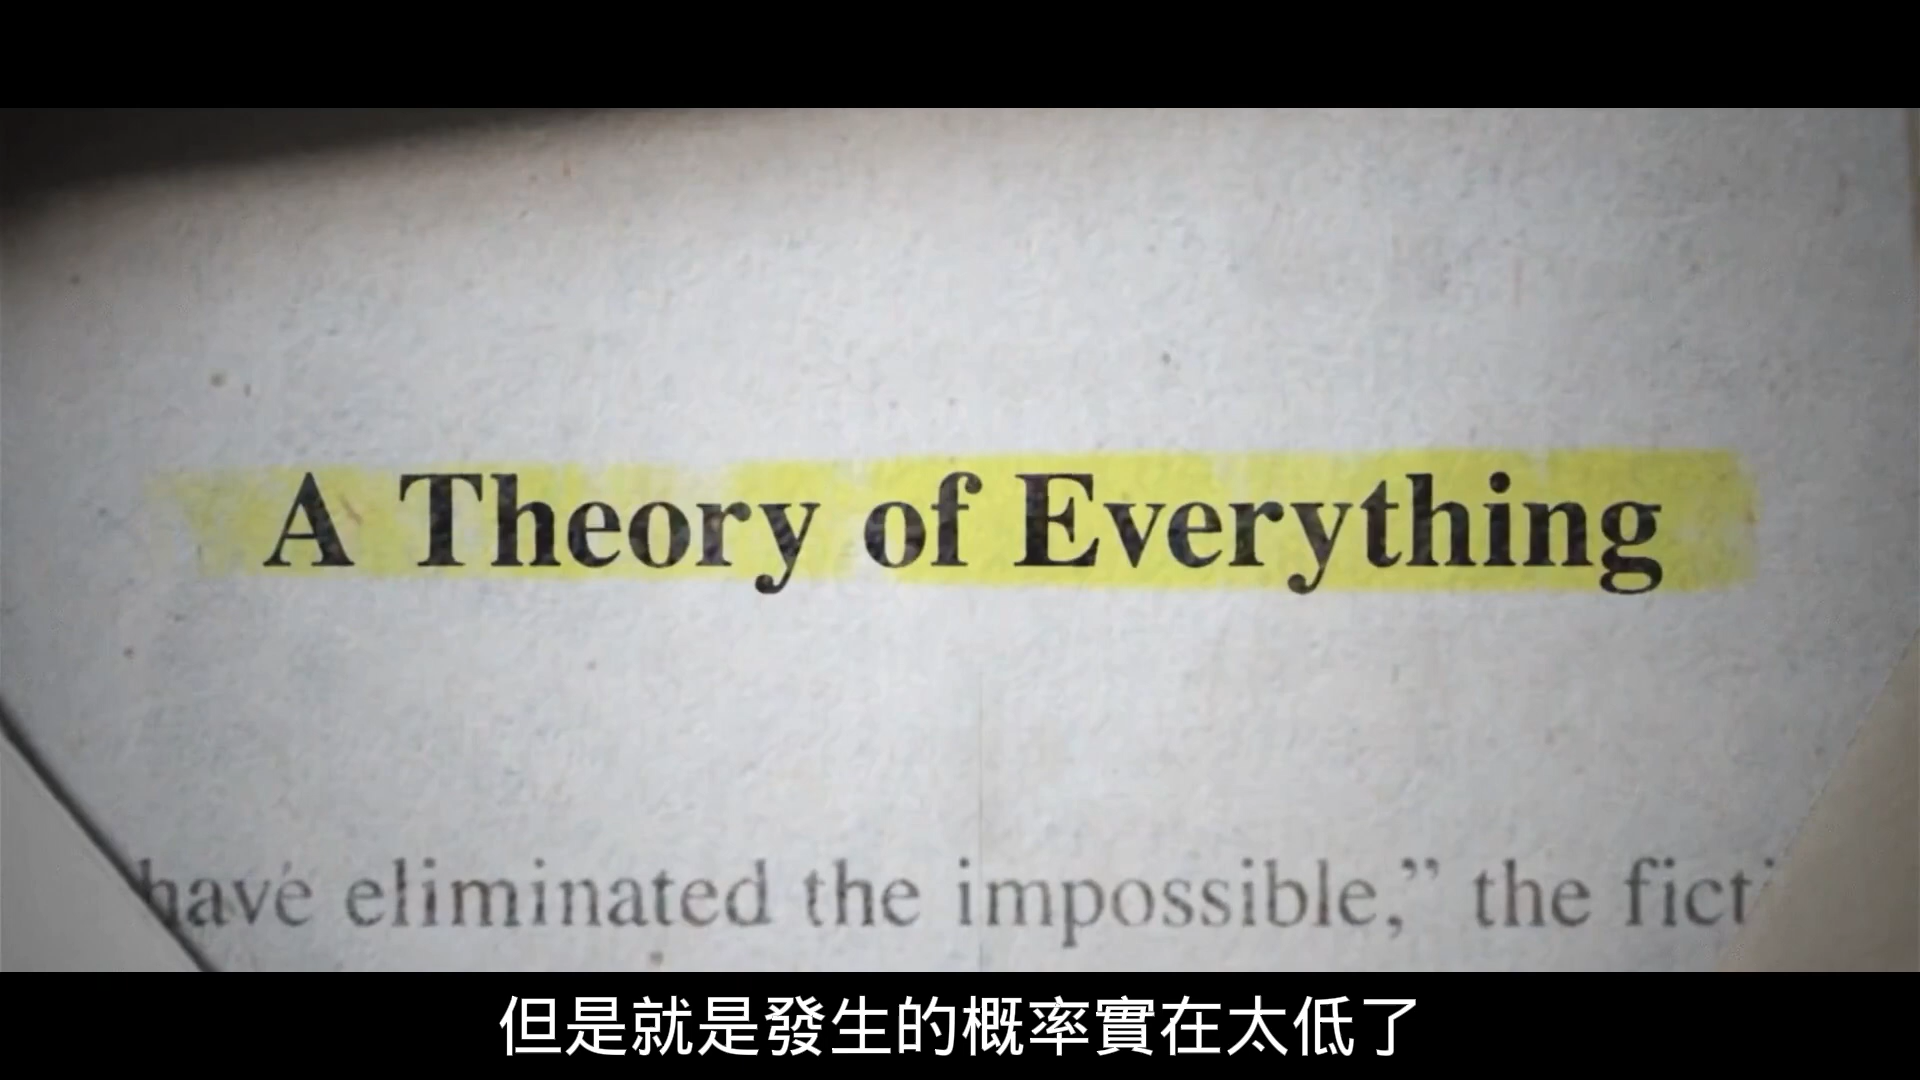 A Theory of Everything
have eliminated the impossible,” the
但是就是發生的概率實在太低了